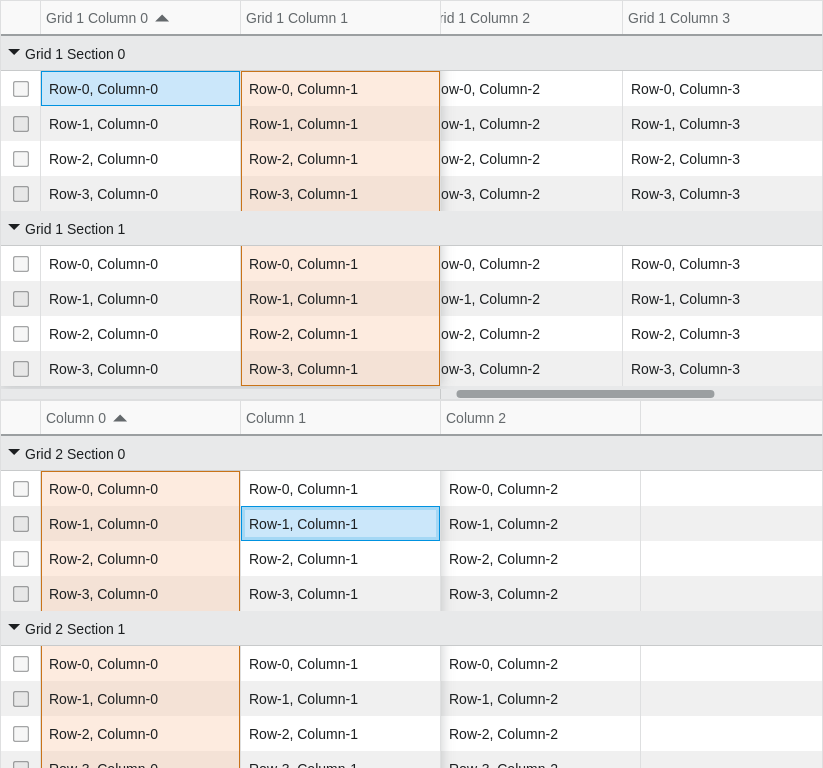 Grid 1 Column 0 Grid 1 Column 1 rid 1 Column 2 Grid 1 Column 3
Grid 1 Section 0
Row-0, Column-0 Row-0, Column-1 ow-0, Column-2 Row-0, Column-3
Row-1, Column-0 Row-1, Column-1 ow-1, Column-2 Row-1, Column-3
Row-2, Column-0 Row-2, Column-1 ow-2, Column-2 Row-2, Column-3
Row-3, Column-0 Row-3, Column-1 ow-3, Column-2 Row-3, Column-3
Grid 1 Section 1
Row-0, Column-0 Row-0, Column-1 ow-0, Column-2 Row-0, Column-3
Row-1, Column-0 Row-1, Column-1 ow-1, Column-2 Row-1, Column-3
Row-2, Column-0 Row-2, Column-1 ow-2, Column-2 Row-2, Column-3
Row-3, Column-0 Row-3, Column-1 ow-3, Column-2 Row-3, Column-3
Column 0 Column 1 Column 2
Grid 2 Section 0
Row-0, Column-0 Row-0, Column-1 Row-0, Column-2
Row-1, Column-0 Row-1, Column-1 Row-1, Column-2
Row-2, Column-0 Row-2, Column-1 Row-2, Column-2
Row-3, Column-0 Row-3, Column-1 Row-3, Column-2
Grid 2 Section 1
Row-0, Column-0 Row-0, Column-1 Row-0, Column-2
Row-1, Column-0 Row-1, Column-1 Row-1, Column-2
Row-2, Column-0 Row-2, Column-1 Row-2, Column-2
Row-3, Column-0 Row-3, Column-1 Row-3, Column-2